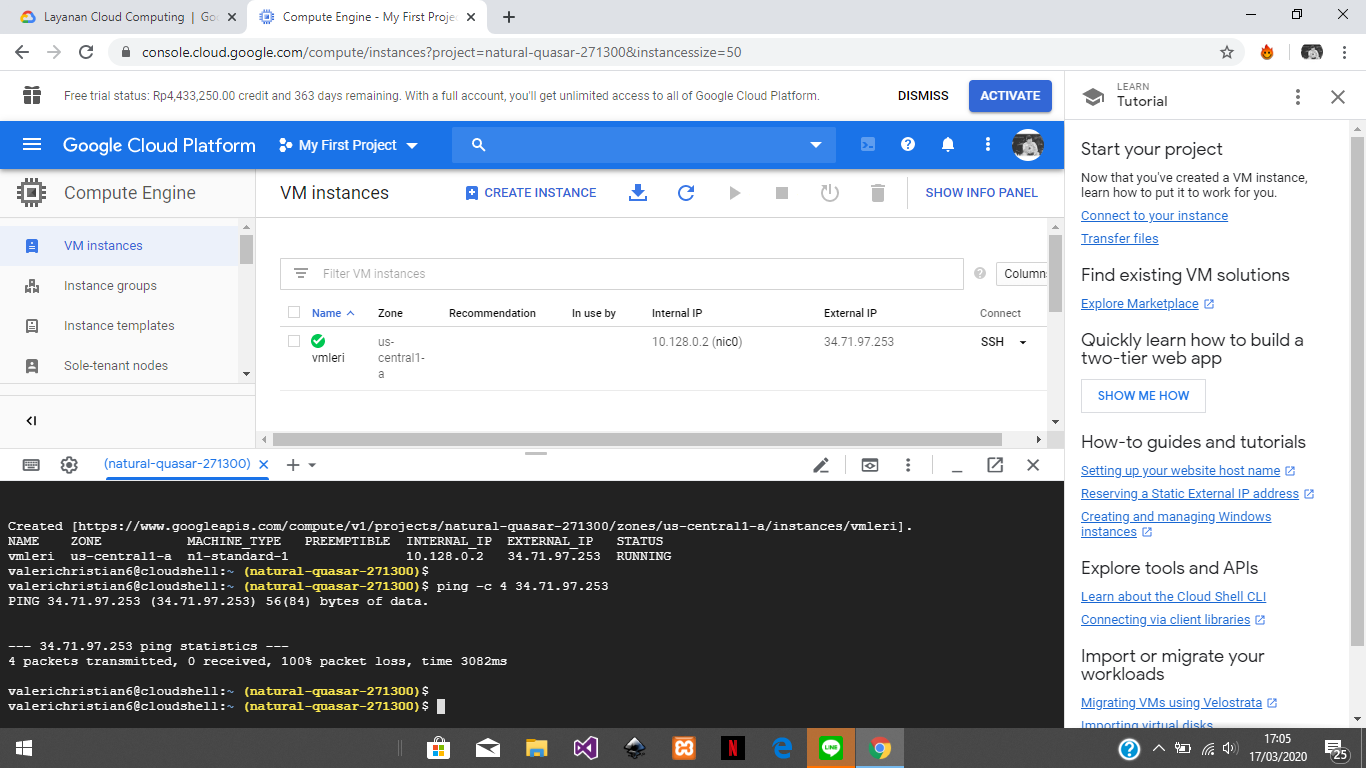 Layanan Cloud Computing | Go
Compute Engine - My First Proje
console.cloud.google.com/compute/instances?project=natural-quasar-271300&instancessize=50
Free trial status: Rp4,433,250.00 credit and 363 days remaining. With a full account, you'll get unlimited access to all of Google Cloud Platform.
DISMISS
ACTIVATE
LEARN
Tutorial
Google Cloud Platform
My First Project
Compute Engine
VM instances
CREATE INSTANCE
SHOW INFO PANEL
VM instances
Instance groups
Instance templates
Sole-tenant nodes
Filter VM instances
Column
Name Zone Recommendation In use by Internal IP External IP Connect
vmleri us-central1-a 10.128.0.2 (nic0) 34.71.97.253 SSH
Start your project
Now that you've created a VM instance,
learn how to put it to work for you.
Connect to your instance
Transfer files
Find existing VM solutions
Explore Marketplace
Quickly learn how to build a
two-tier web app
SHOW ME HOW
How-to guides and tutorials
Setting up your website host name
Reserving a Static External IP address
Creating and managing Windows
instances
Explore tools and APIs
Learn about the Cloud Shell CLI
Connecting via client libraries
Import or migrate your
workloads
Migrating VMs using Velostrata
Importing virtual disks
(natural-quasar-271300)
Created [https://www.googleapis.com/compute/v1/projects/natural-quasar-271300/zones/us-central1-a/instances/vmleri].
NAME ZONE MACHINE_TYPE PREEMPTIBLE INTERNAL_IP EXTERNAL_IP STATUS
vmleri us-central1-a n1-standard-1 10.128.0.2 34.71.97.253 RUNNING
valerichristian6@cloudshell:~ (natural-quasar-271300)$
valerichristian6@cloudshell:~ (natural-quasar-271300)$ ping -c 4 34.71.97.253
PING 34.71.97.253 (34.71.97.253) 56(84) bytes of data.
--- 34.71.97.253 ping statistics ---
4 packets transmitted, 0 received, 100% packet loss, time 3082ms
valerichristian6@cloudshell:~ (natural-quasar-271300)$
valerichristian6@cloudshell:~ (natural-quasar-271300)$
17:05
17/03/2020
25